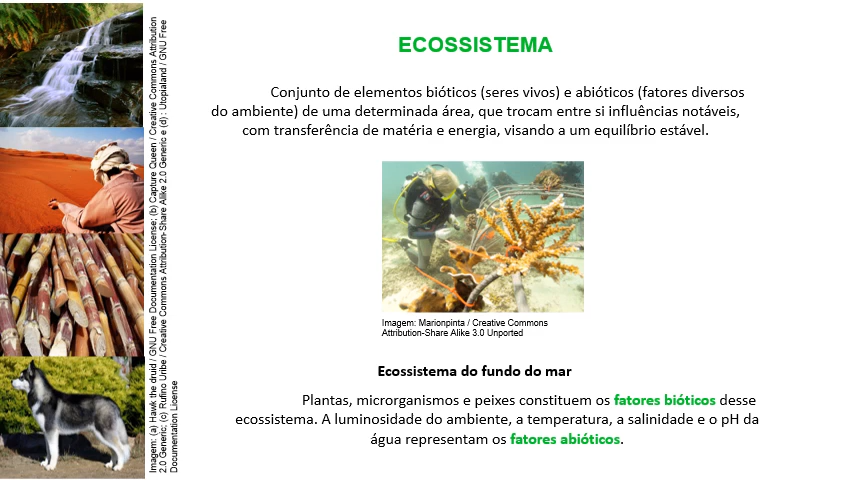 ECOSSISTEMA
Conjunto de elementos bióticos (seres vivos) e abióticos (fatores diversos
do ambiente) de uma determinada área, que trocam entre si influências notáveis,
com transferência de matéria e energia, visando a um equilíbrio estável.
Imagem: Marionpinta / Creative Commons
Attribution-Share Alike 3.0 Unported
Ecossistema do fundo do mar
Plantas, microrganismos e peixes constituem os fatores bióticos desse
ecossistema. A luminosidade do ambiente, a temperatura, a salinidade e o pH da
água representam os fatores abióticos.
Imagem: (a) Hawk the druid / GNU Free Documentation License; (b) Capture Queen / Creative Commons Attribution
2.0 Generic; (c) Rufino Uribe / Creative Commons Attribution-Share Alike 2.0 Generic e (d) : Utopialand / GNU Free
Documentation License